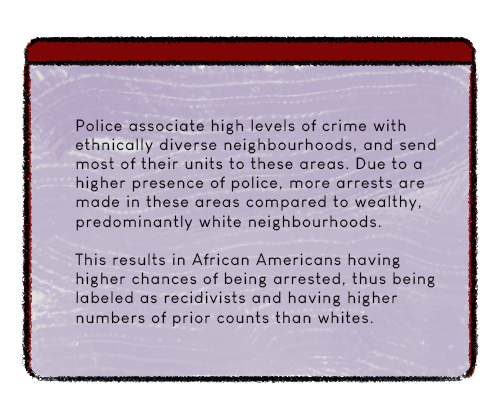 Police associate high levels of crime with
ethnically diverse neighbourhoods, and send
most of their units to these areas. Due to a
higher presence of police, more arrests are
made in these areas compared to wealthy,
predominantly white neighbourhoods.
This results in African Americans having
higher chances of being arrested, thus being
labeled as recidivists and having higher
numbers of prior counts than whites.